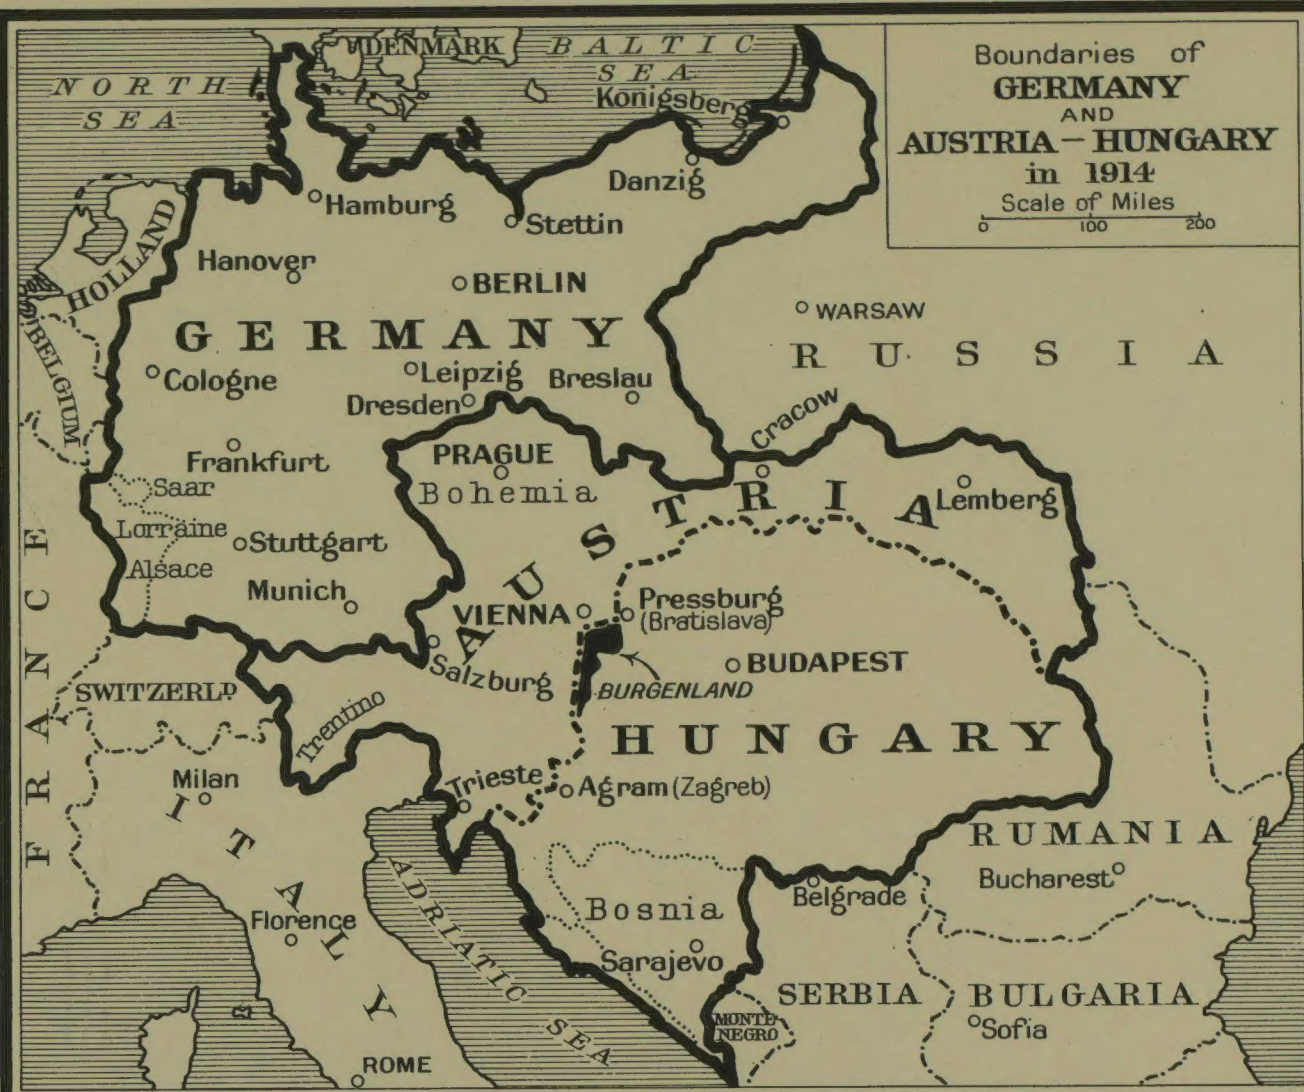 Boundaries of
GERMANY
AND
AUSTRIA-HUNGARY
in 1914
Scale of Miles
0 100 200
NORTH
SEA
DENMARK
BALTIC
SEA
Königsberg
Danzig
Hamburg
Stettin
HOLLAND
Hanover
BERLIN
WARSAW
GERMANY
RUSSIA
BELGIUM
Cologne
Leipzig
Breslau
Dresden
Cracow
Frankfurt
PRAGUE
Bohemia
Saar
Lemberg
AUSTRIA
Lorraine
Stuttgart
Alsace
FRANCE
Munich
VIENNA
Pressburg
(Bratislava)
Salzburg
BUDAPEST
BURGENLAND
SWITZERLD.
Trentino
HUNGARY
Milan
Trieste
Agram (Zagreb)
ITALY
RUMANIA
Bucharest
ADRIATIC
SEA
Belgrade
Bosnia
Florence
Sarajevo
SERBIA
BULGARIA
Sofia
MONTE-
NEGRO
ROME